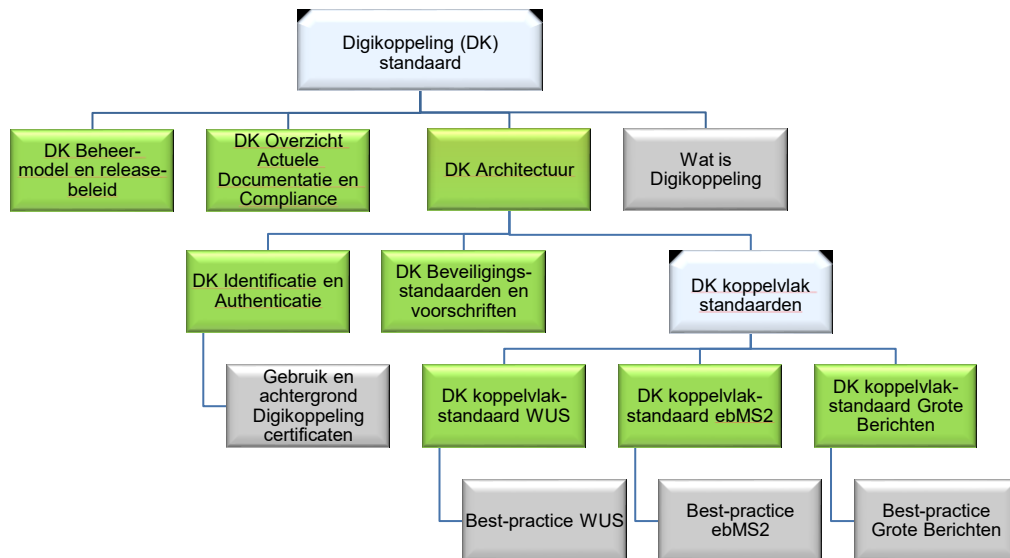 Digikoppeling (DK)
standaard
DK Beheer-
model en release-
beleid
DK Overzicht
Actuele
Documentatie en
Compliance
DK Architectuur
Wat is
Digikoppeling
DK Identificatie en
Authenticatie
DK Beveiligings-
standaarden en
voorschriften
DK koppelvlak
standaarden
Gebruik en
achtergrond
Digikoppeling
certificaten
DK koppelvlak-
standaard WUS
DK koppelvlak-
standaard ebMS2
DK koppelvlak-
standaard Grote
Berichten
Best-practice WUS
Best-practice
ebMS2
Best-practice
Grote Berichten